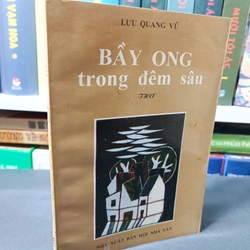 LƯU QUANG VŨ
BẦY ONG
trong đêm sâu
THƠ
NHÀ XUẤT BẢN HỘI NHÀ VĂN